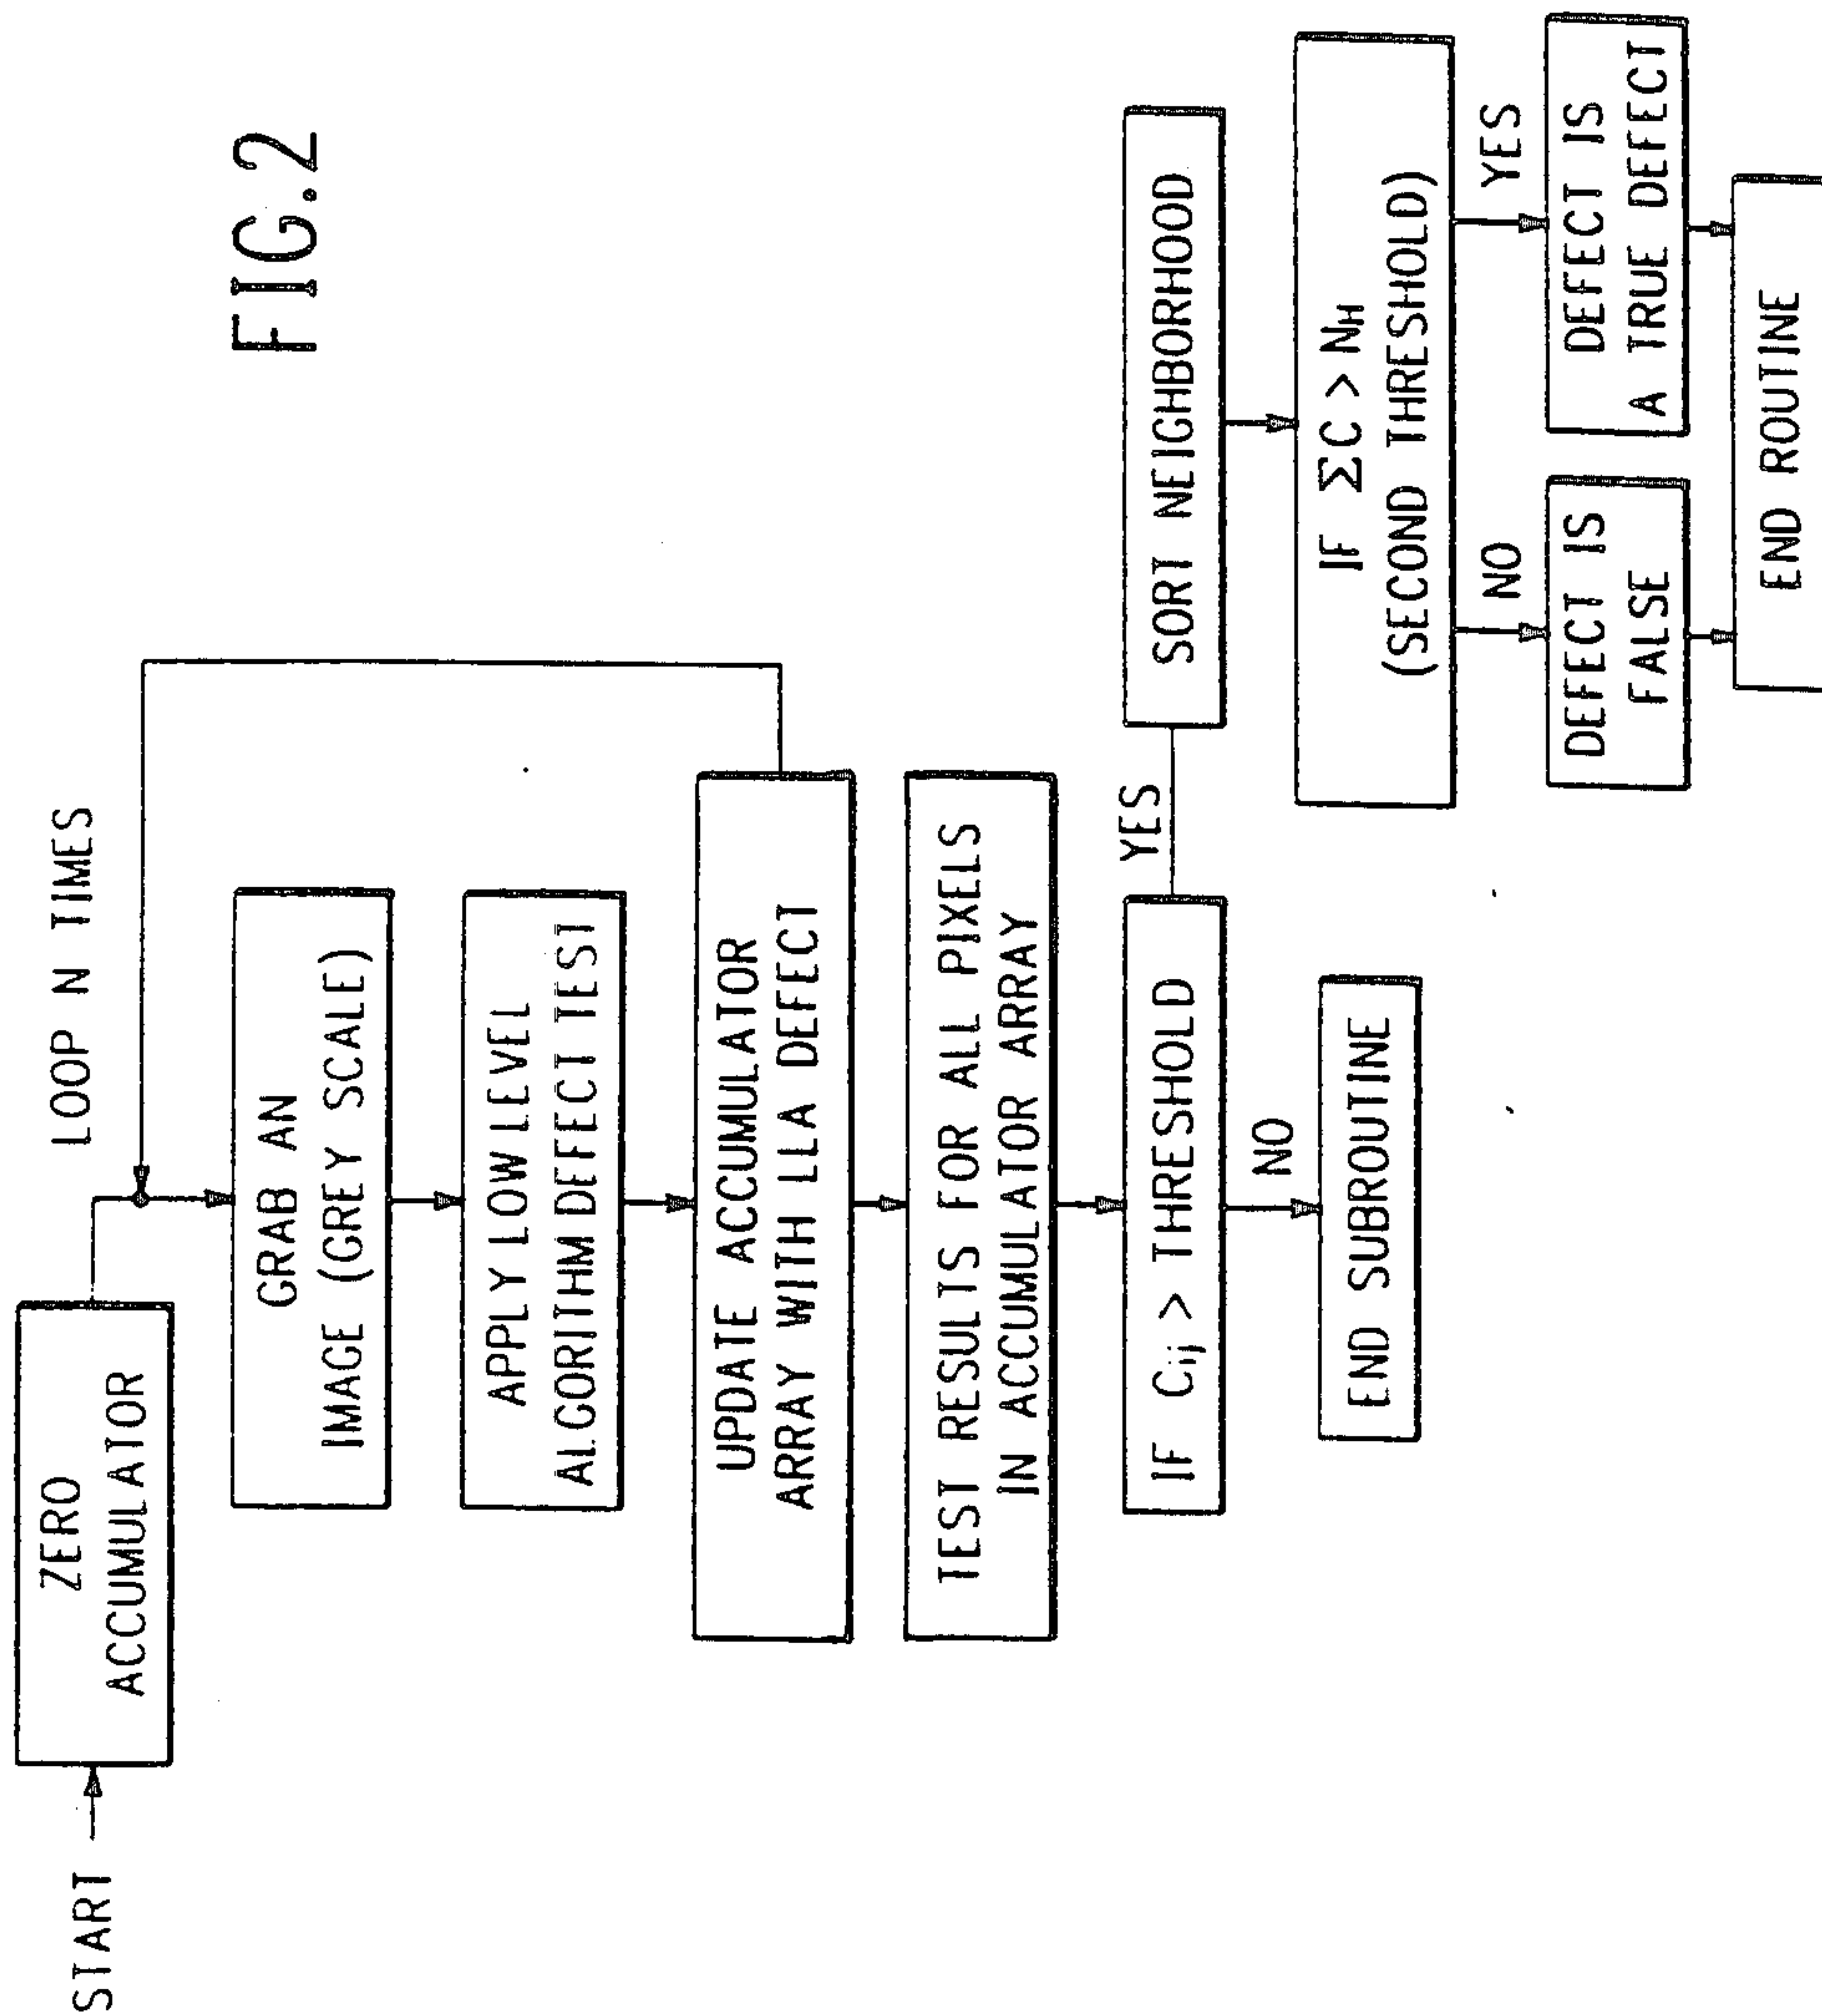 FIG.2
START
ZERO
ACCUMULATOR
LOOP N TIMES
GRAB AN
IMAGE (GREY SCALE)
APPLY LOW LEVEL
ALGORITHM DEFECT TEST
UPDATE ACCUMULATOR
ARRAY WITH LLA DEFECT
TEST RESULTS FOR ALL PIXELS
IN ACCUMULATOR ARRAY
IF Cij > THRESHOLD
YES
NO
END SUBROUTINE
SORT NEIGHBORHOOD
IF ΣC > NH
(SECOND THRESHOLD)
NO
YES
DEFECT IS
FALSE
DEFECT IS
A TRUE DEFECT
END ROUTINE